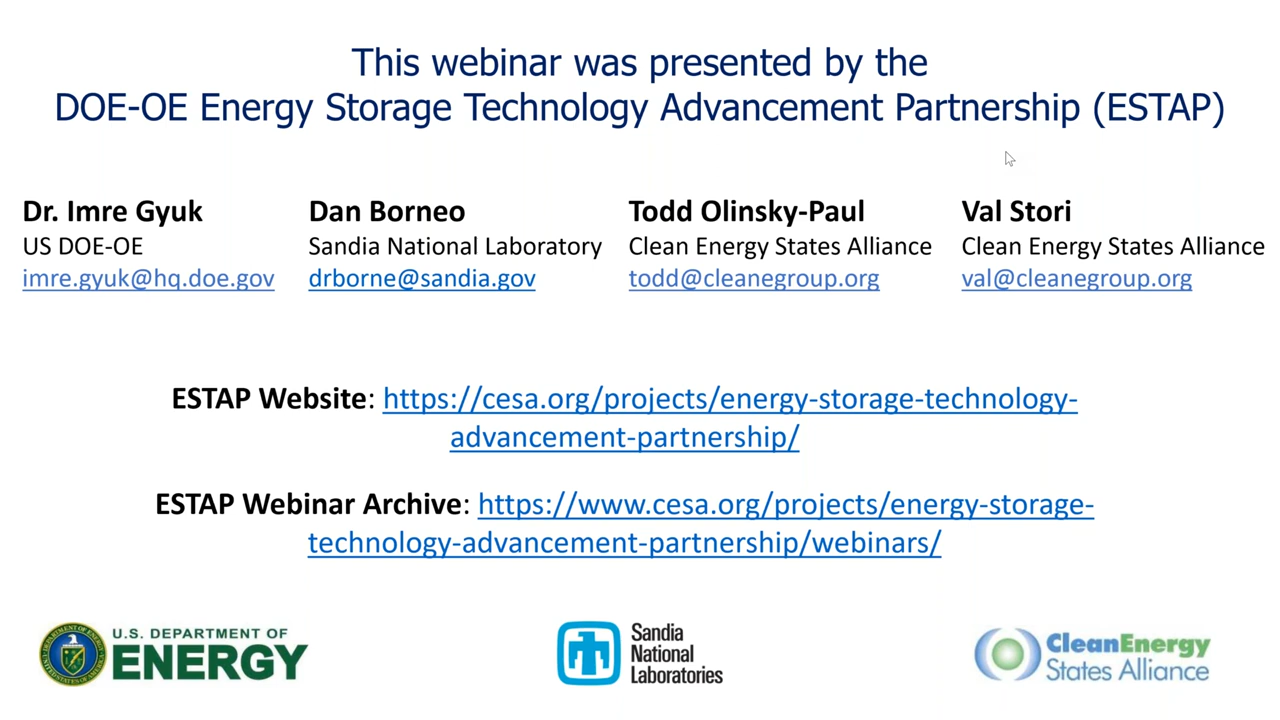 This webinar was presented by the
DOE-OE Energy Storage Technology Advancement Partnership (ESTAP)
Dr. Imre Gyuk
US DOE-OE
imre.gyuk@hq.doe.gov
Dan Borneo
Sandia National Laboratory
drborne@sandia.gov
Todd Olinsky-Paul
Clean Energy States Alliance
todd@cleanegroup.org
Val Stori
Clean Energy States Alliance
val@cleanegroup.org
ESTAP Website: https://cesa.org/projects/energy-storage-technology-
advancement-partnership/
ESTAP Webinar Archive: https://www.cesa.org/projects/energy-storage-
technology-advancement-partnership/webinars/
U.S. DEPARTMENT OF
ENERGY
Sandia
National
Laboratories
CleanEnergy
States Alliance